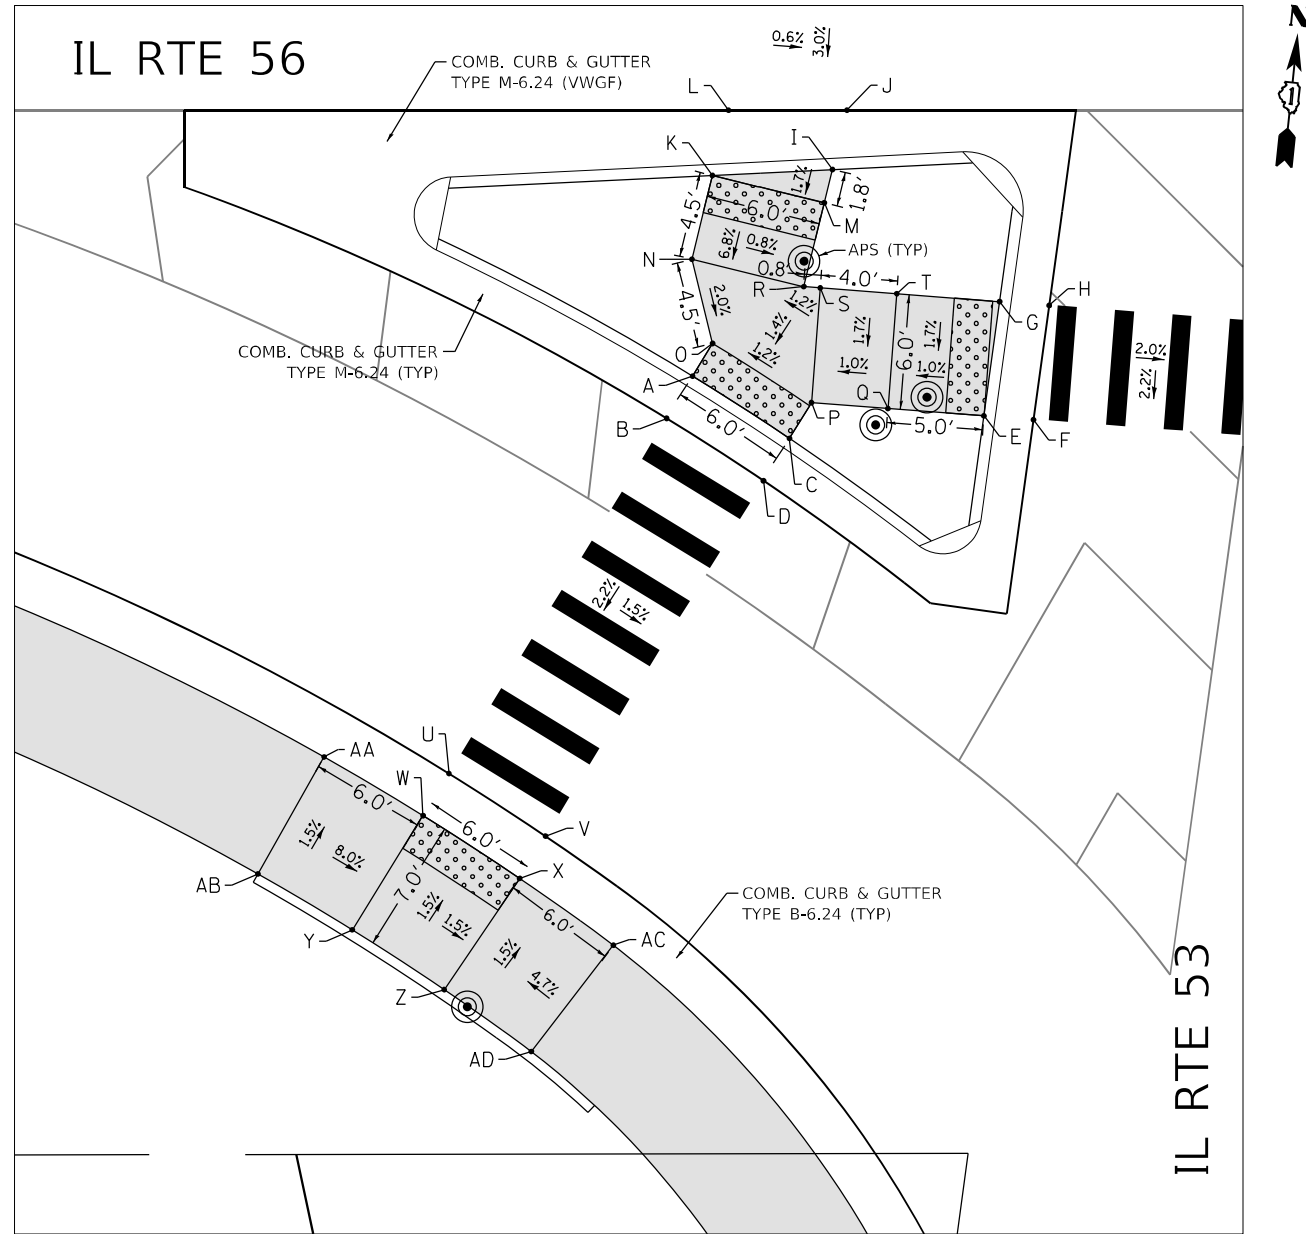 IL RTE 56
0.6%
3.0%
N
1
COMB. CURB & GUTTER
TYPE M-6.24 (VWGF)
L
J
K
I
1.7%
1.8'
4.5'
6.0'
M
6.8%
0.8%
APS (TYP)
N
0.8'
4.0'
T
R
S
H
G
4.5'
2.0%
1.2%
1.4%
1.7%
1.7%
6.0'
COMB. CURB & GUTTER
TYPE M-6.24 (TYP)
O
1.2%
1.0%
1.0%
2.0%
2.2%
A
6.0'
P
Q
5.0'
B
E
F
C
D
2.2%
1.5%
AA
U
W
6.0'
6.0'
V
1.5%
8.0%
X
AB
7.0'
1.5%
1.5%
6.0'
COMB. CURB & GUTTER
TYPE B-6.24 (TYP)
Y
AC
1.5%
4.7%
Z
AD
IL RTE 53